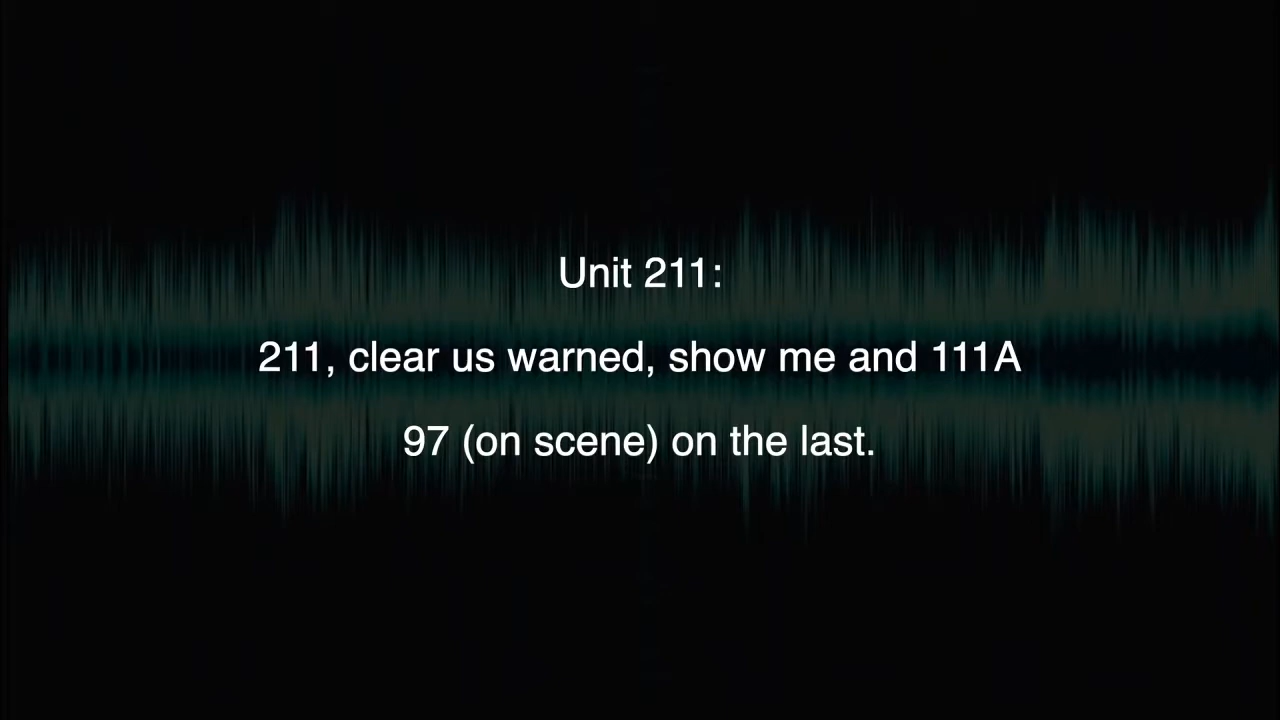 Unit 211:
211, clear us warned, show me and 111A
97 (on scene) on the last.